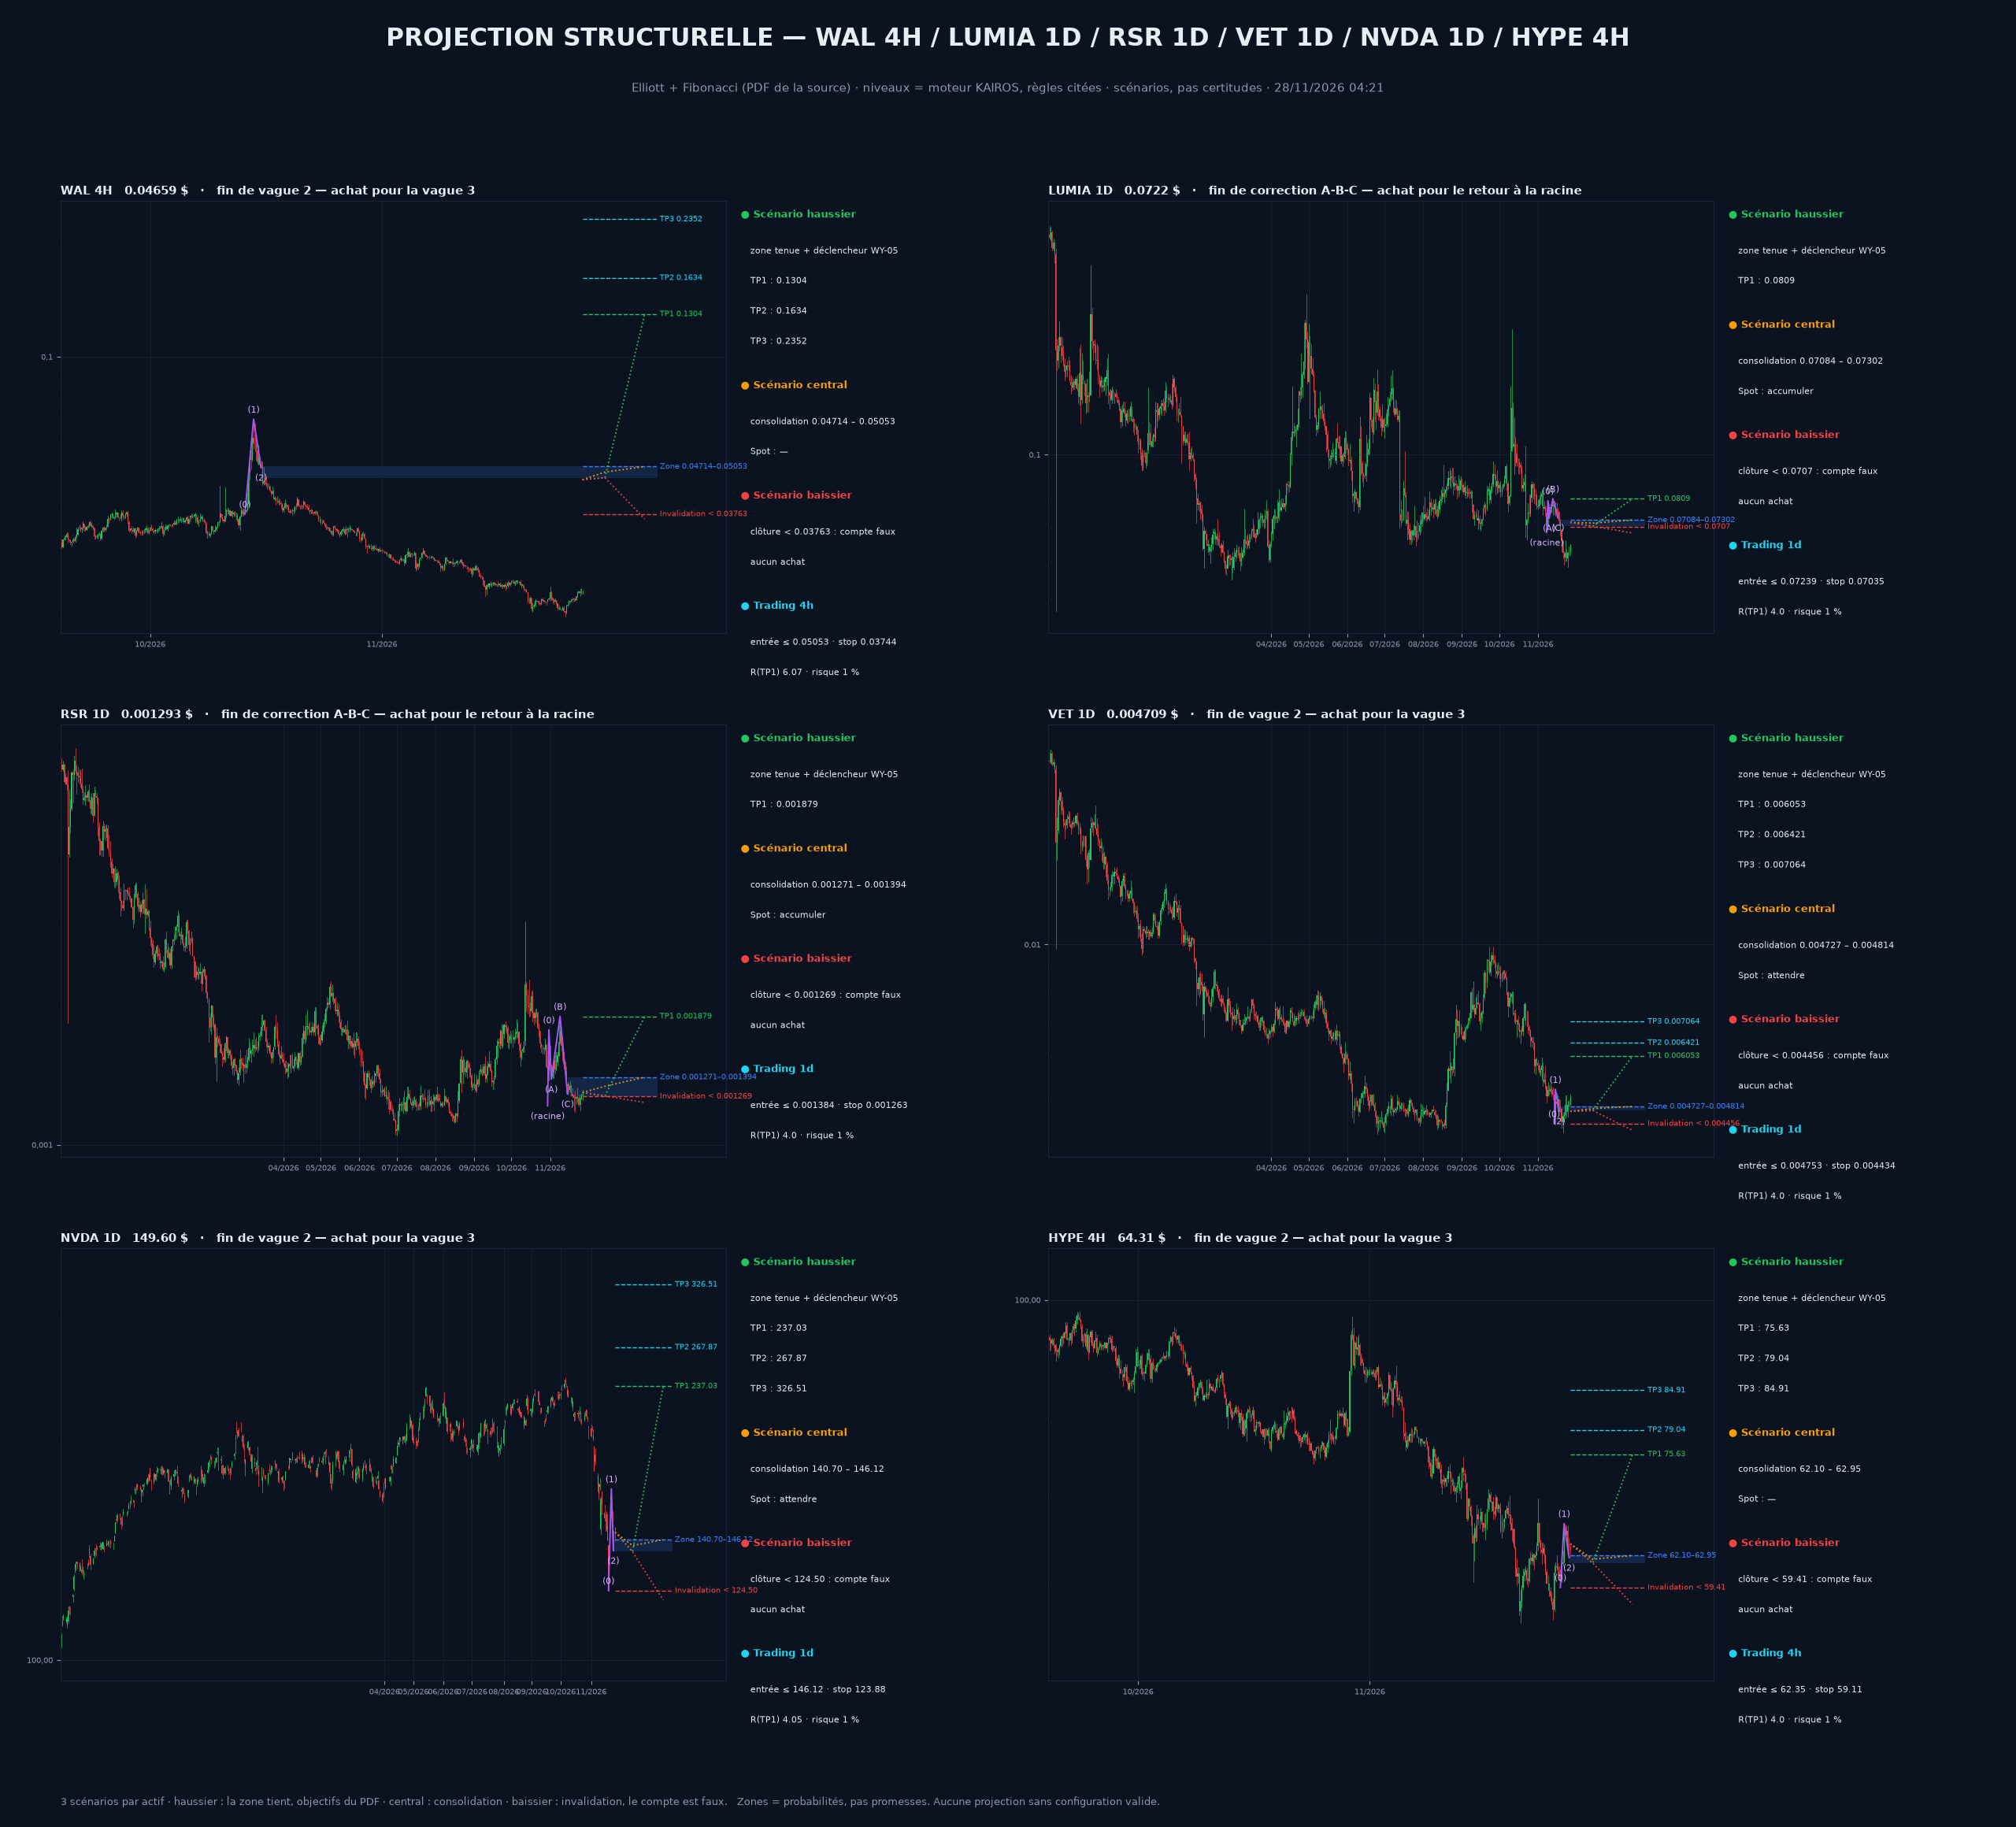 PROJECTION STRUCTURELLE — WAL 4H / LUMIA 1D / RSR 1D / VET 1D / NVDA 1D / HYPE 4H
Elliott + Fibonacci (PDF de la source) · niveaux = moteur KAIROS, règles citées · scénarios, pas certitudes · 28/11/2026 04:21
WAL 4H 0.04659 $ · fin de vague 2 — achat pour la vague 3
TP3 0.2352
TP2 0.1634
TP1 0.1304
0,1
(1)
(2)
(0)
Zone 0.04714–0.05053
Invalidation < 0.03763
10/2026
11/2026
● Scénario haussier
zone tenue + déclencheur WY-05
TP1 : 0.1304
TP2 : 0.1634
TP3 : 0.2352
● Scénario central
consolidation 0.04714 – 0.05053
Spot : —
● Scénario baissier
clôture < 0.03763 : compte faux
aucun achat
● Trading 4h
entrée ≤ 0.05053 · stop 0.03744
R(TP1) 6.07 · risque 1 %
LUMIA 1D 0.0722 $ · fin de correction A-B-C — achat pour le retour à la racine
0,1
(0)
(B)
(A)
(C)
(racine)
TP1 0.0809
Zone 0.07084–0.07302
Invalidation < 0.0707
04/2026 05/2026 06/2026 07/2026 08/2026 09/2026 10/2026 11/2026
● Scénario haussier
zone tenue + déclencheur WY-05
TP1 : 0.0809
● Scénario central
consolidation 0.07084 – 0.07302
Spot : accumuler
● Scénario baissier
clôture < 0.0707 : compte faux
aucun achat
● Trading 1d
entrée ≤ 0.07239 · stop 0.07035
R(TP1) 4.0 · risque 1 %
RSR 1D 0.001293 $ · fin de correction A-B-C — achat pour le retour à la racine
(B)
(0)
(A)
(C)
(racine)
TP1 0.001879
Zone 0.001271–0.001394
Invalidation < 0.001269
0,001
04/2026 05/2026 06/2026 07/2026 08/2026 09/2026 10/2026 11/2026
● Scénario haussier
zone tenue + déclencheur WY-05
TP1 : 0.001879
● Scénario central
consolidation 0.001271 – 0.001394
Spot : accumuler
● Scénario baissier
clôture < 0.001269 : compte faux
aucun achat
● Trading 1d
entrée ≤ 0.001384 · stop 0.001263
R(TP1) 4.0 · risque 1 %
VET 1D 0.004709 $ · fin de vague 2 — achat pour la vague 3
0,01
TP3 0.007064
TP2 0.006421
TP1 0.006053
(1)
(0)
(2)
Zone 0.004727–0.004814
Invalidation < 0.004456
04/2026 05/2026 06/2026 07/2026 08/2026 09/2026 10/2026 11/2026
● Scénario haussier
zone tenue + déclencheur WY-05
TP1 : 0.006053
TP2 : 0.006421
TP3 : 0.007064
● Scénario central
consolidation 0.004727 – 0.004814
Spot : attendre
● Scénario baissier
clôture < 0.004456 : compte faux
aucun achat
● Trading 1d
entrée ≤ 0.004753 · stop 0.004434
R(TP1) 4.0 · risque 1 %
NVDA 1D 149.60 $ · fin de vague 2 — achat pour la vague 3
TP3 326.51
TP2 267.87
TP1 237.03
(1)
(2)
(0)
Zone 140.70–146.12
Invalidation < 124.50
100,00
04/2026 05/2026 06/2026 07/2026 08/2026 09/2026 10/2026 11/2026
● Scénario haussier
zone tenue + déclencheur WY-05
TP1 : 237.03
TP2 : 267.87
TP3 : 326.51
● Scénario central
consolidation 140.70 – 146.12
Spot : attendre
● Scénario baissier
clôture < 124.50 : compte faux
aucun achat
● Trading 1d
entrée ≤ 146.12 · stop 123.88
R(TP1) 4.05 · risque 1 %
HYPE 4H 64.31 $ · fin de vague 2 — achat pour la vague 3
100,00
TP3 84.91
TP2 79.04
TP1 75.63
(1)
(2)
(0)
Zone 62.10–62.95
Invalidation < 59.41
10/2026
11/2026
● Scénario haussier
zone tenue + déclencheur WY-05
TP1 : 75.63
TP2 : 79.04
TP3 : 84.91
● Scénario central
consolidation 62.10 – 62.95
Spot : —
● Scénario baissier
clôture < 59.41 : compte faux
aucun achat
● Trading 4h
entrée ≤ 62.35 · stop 59.11
R(TP1) 4.0 · risque 1 %
3 scénarios par actif · haussier : la zone tient, objectifs du PDF · central : consolidation · baissier : invalidation, le compte est faux. Zones = probabilités, pas promesses. Aucune projection sans configuration valide.